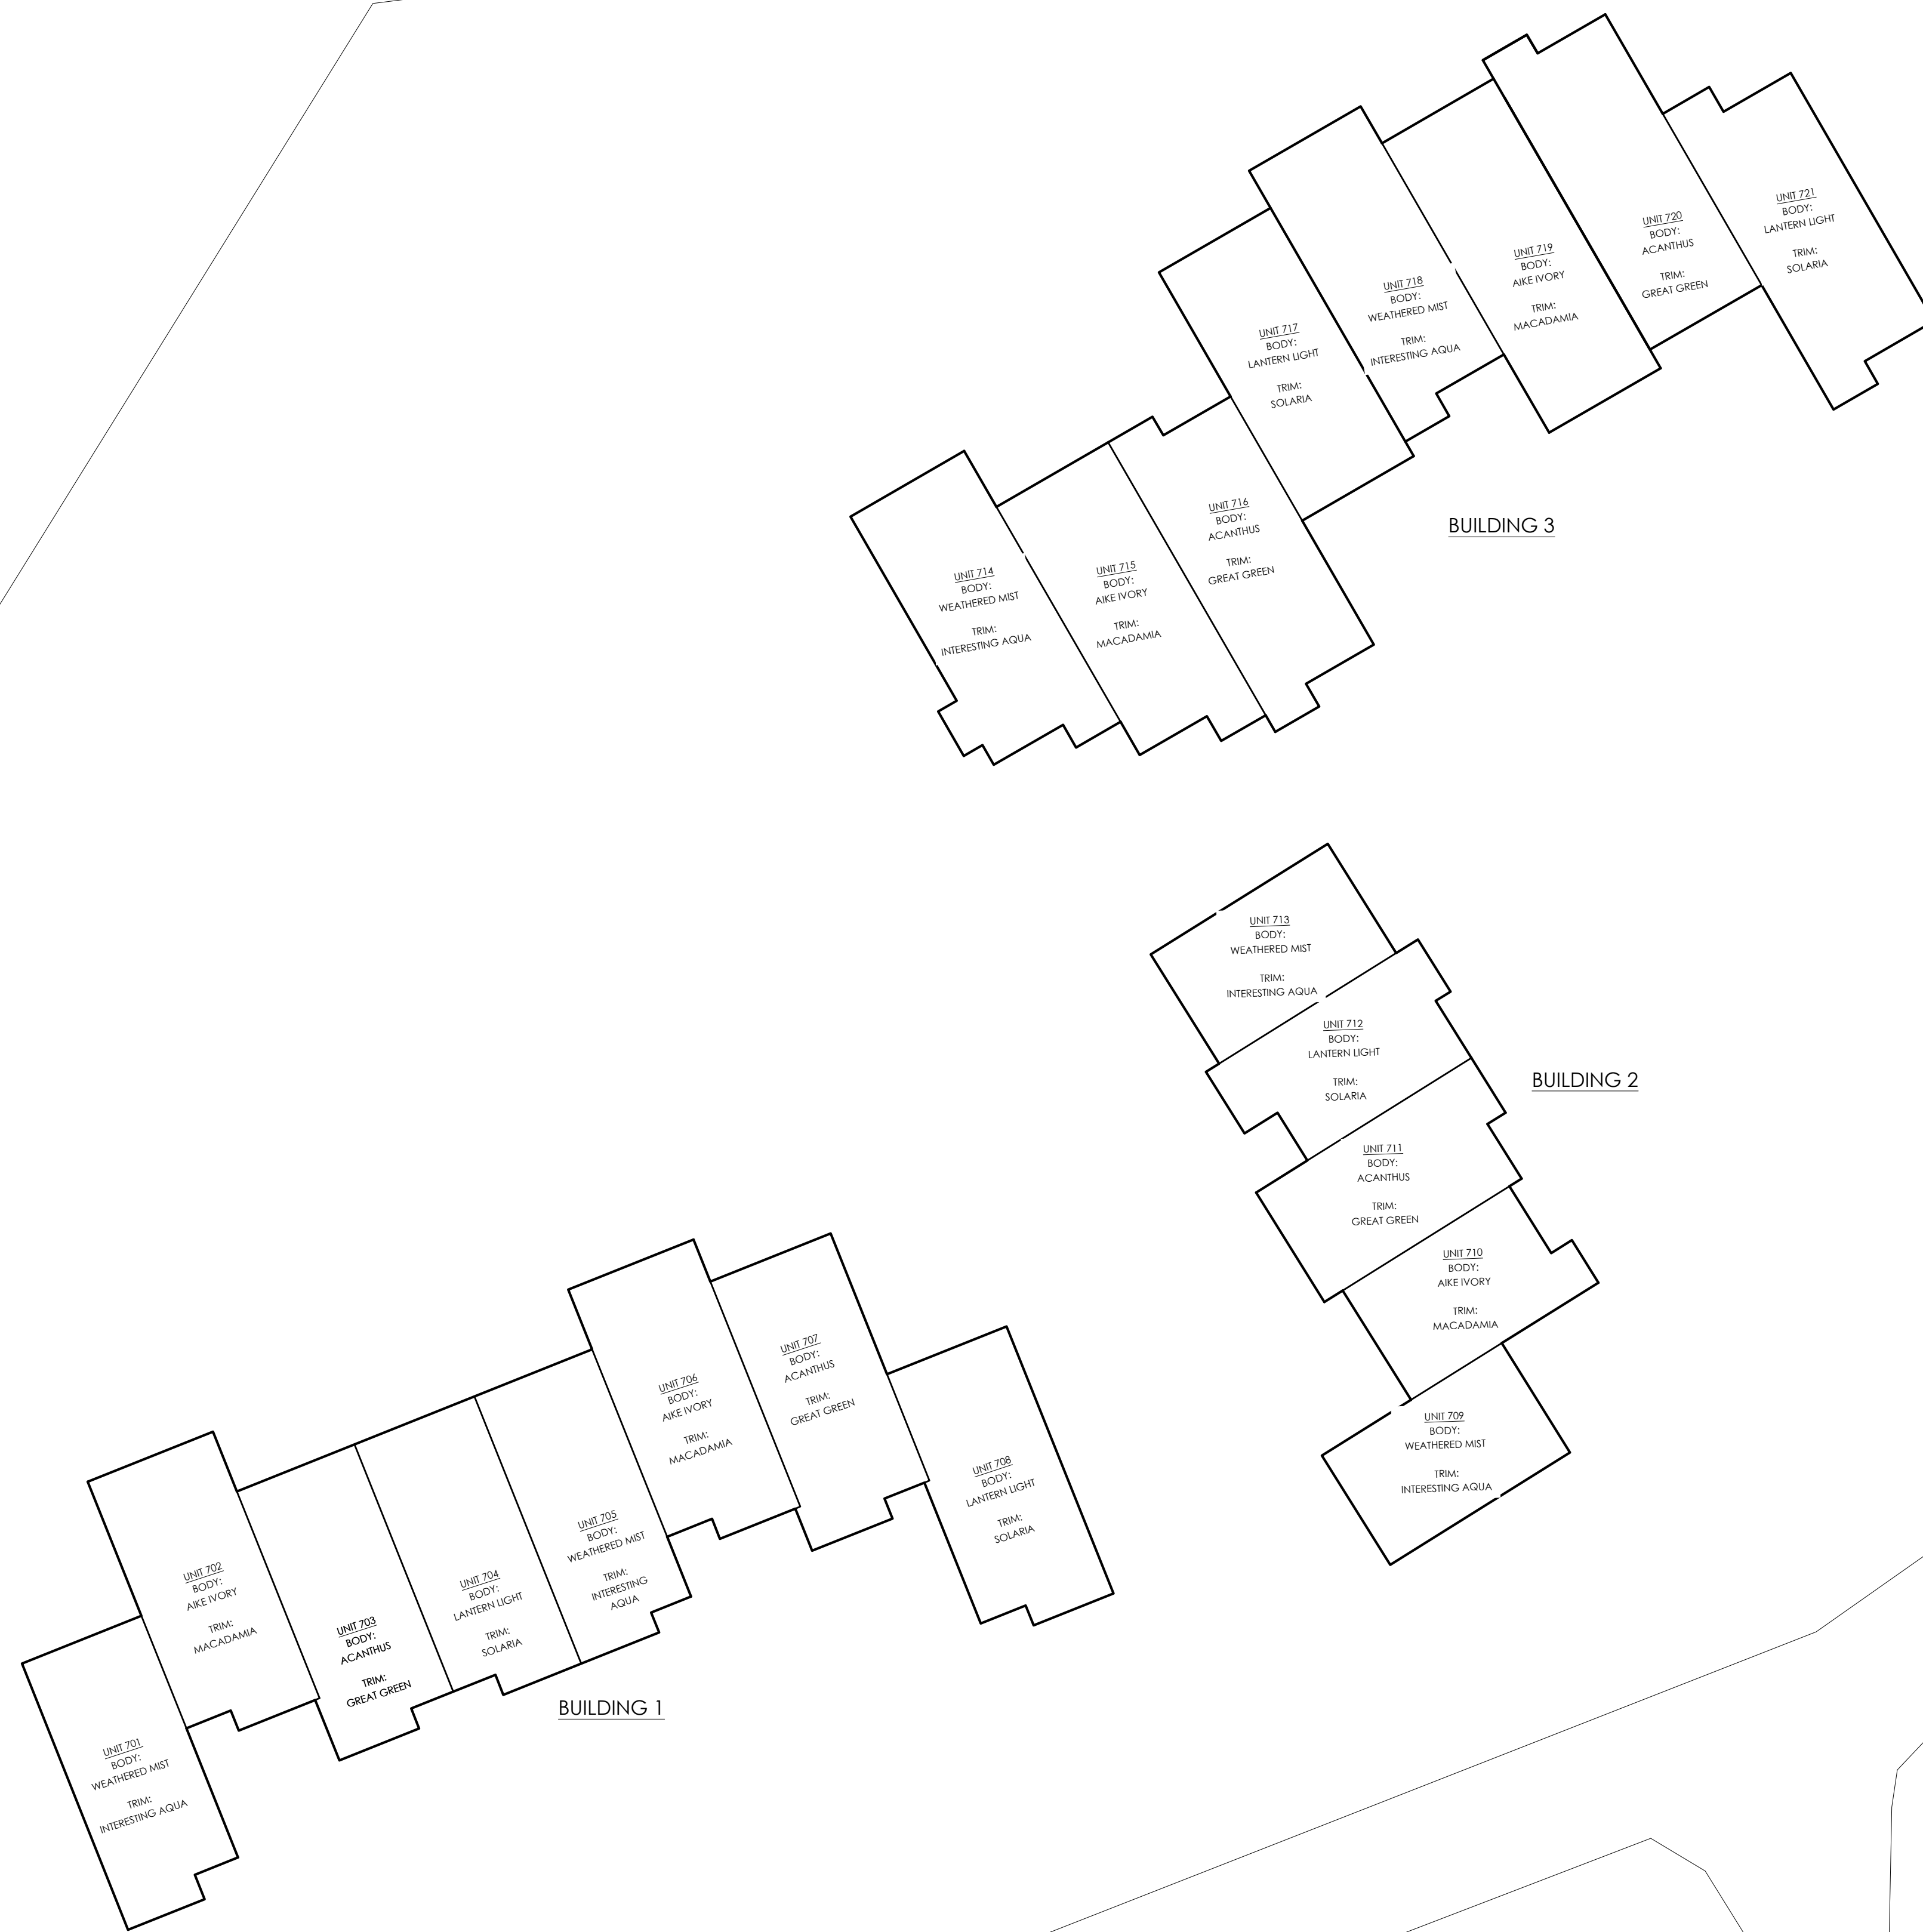 UNIT 721
BODY:
LANTERN LIGHT
TRIM:
SOLARIA
UNIT 720
BODY:
ACANTHUS
TRIM:
GREAT GREEN
UNIT 719
BODY:
AIKE IVORY
TRIM:
MACADAMIA
UNIT 718
BODY:
WEATHERED MIST
TRIM:
INTERESTING AQUA
UNIT 717
BODY:
LANTERN LIGHT
TRIM:
SOLARIA
UNIT 716
BODY:
ACANTHUS
TRIM:
GREAT GREEN
UNIT 715
BODY:
AIKE IVORY
TRIM:
MACADAMIA
UNIT 714
BODY:
WEATHERED MIST
TRIM:
INTERESTING AQUA
BUILDING 3
UNIT 713
BODY:
WEATHERED MIST
TRIM:
INTERESTING AQUA
UNIT 712
BODY:
LANTERN LIGHT
TRIM:
SOLARIA
BUILDING 2
UNIT 711
BODY:
ACANTHUS
TRIM:
GREAT GREEN
UNIT 710
BODY:
AIKE IVORY
TRIM:
MACADAMIA
UNIT 709
BODY:
WEATHERED MIST
TRIM:
INTERESTING AQUA
UNIT 708
BODY:
LANTERN LIGHT
TRIM:
SOLARIA
UNIT 707
BODY:
ACANTHUS
TRIM:
GREAT GREEN
UNIT 706
BODY:
AIKE IVORY
TRIM:
MACADAMIA
UNIT 705
BODY:
WEATHERED MIST
TRIM:
INTERESTING
AQUA
UNIT 704
BODY:
LANTERN LIGHT
TRIM:
SOLARIA
UNIT 703
BODY:
ACANTHUS
TRIM:
GREAT GREEN
UNIT 702
BODY:
AIKE IVORY
TRIM:
MACADAMIA
UNIT 701
BODY:
WEATHERED MIST
TRIM:
INTERESTING AQUA
BUILDING 1